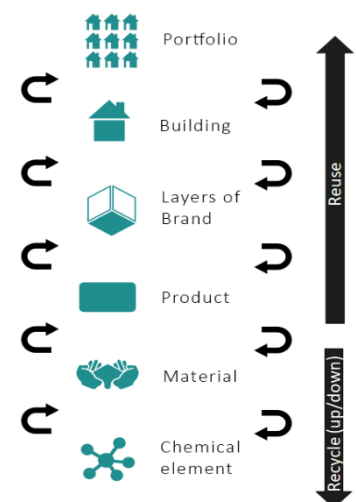 Portfolio
Building
Layers of
Brand
Product
Material
Chemical
element
Reuse
Recycle (up/down)